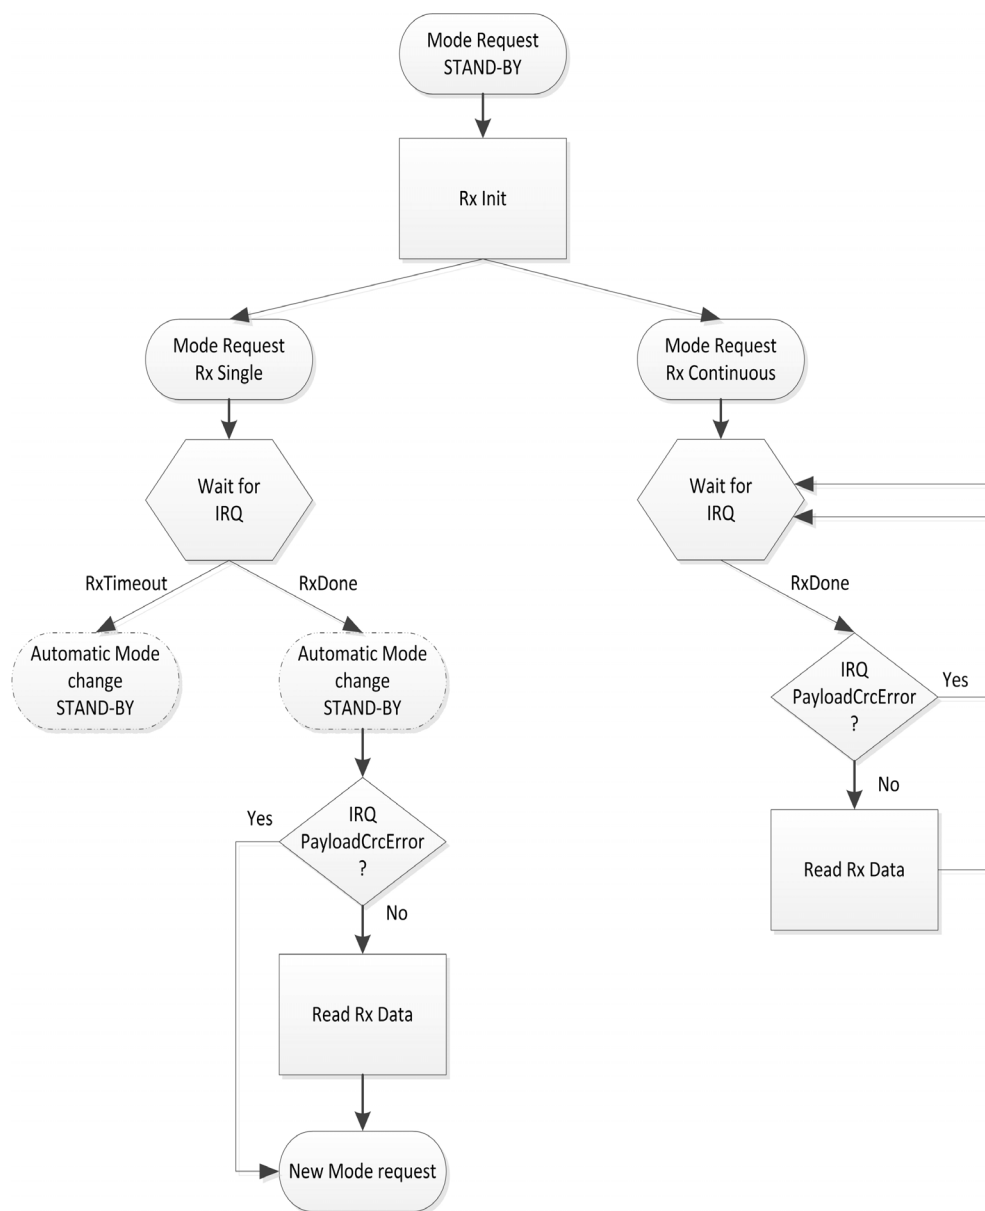 Mode Request
STAND-BY
Rx Init
Mode Request
Rx Single
Mode Request
Rx Continuous
Wait for
IRQ
Wait for
IRQ
RxTimeout
RxDone
RxDone
Automatic Mode
change
STAND-BY
Automatic Mode
change
STAND-BY
IRQ
PayloadCrcError
?
Yes
No
Read Rx Data
Yes
IRQ
PayloadCrcError
?
No
Read Rx Data
New Mode request